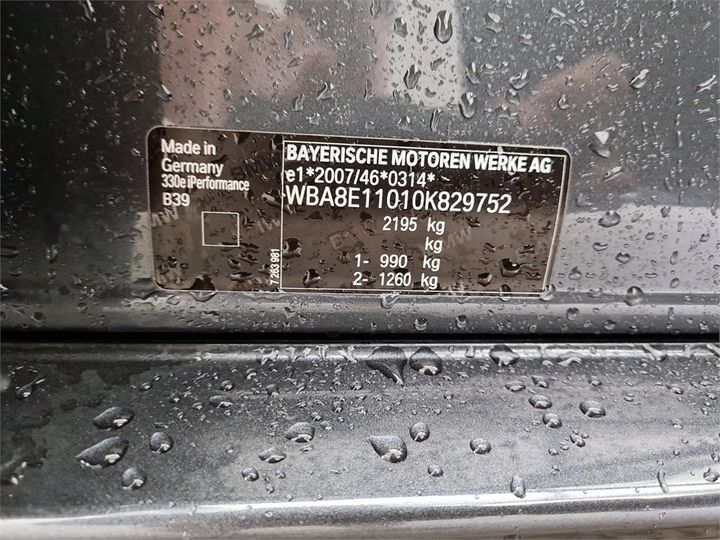 Made in
Germany
330e iPerformance
B39
7 263 981
BAYERISCHE MOTOREN WERKE AG
e1*2007/46*0314*
WBA8E11010K829752
2195 kg
kg
1- 990 kg
2- 1260 kg